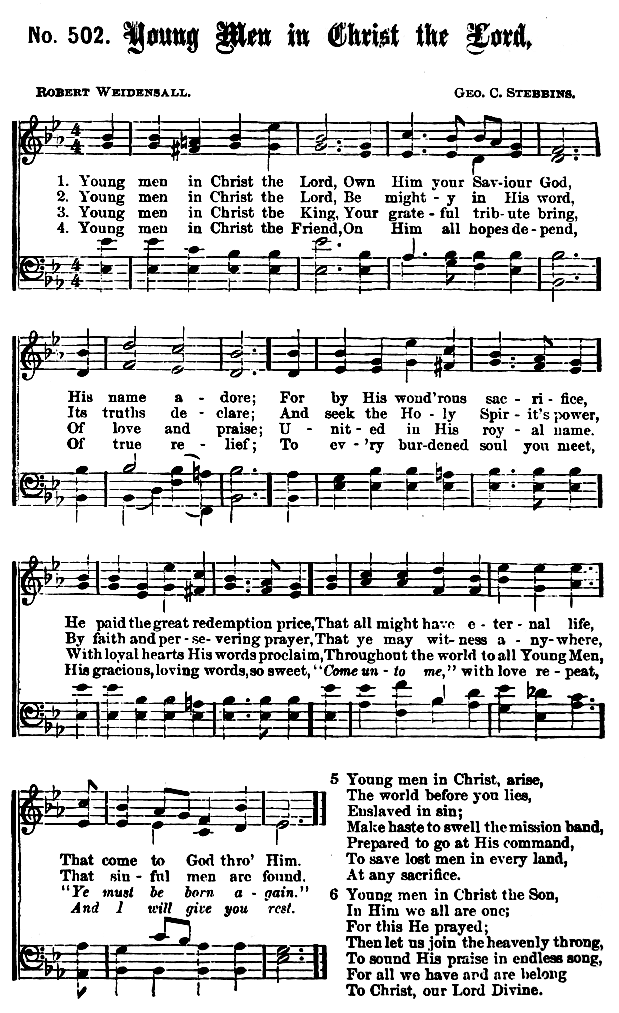 No. 502. Young Men in Christ the Lord.
ROBERT WEIDENSALL. GEO. C. STEBBINS.
1. Young men in Christ the Lord, Own Him your Sav-iour God,
2. Young men in Christ the Lord, Be might - y in His word,
3. Young men in Christ the King, Your grate - ful trib - ute bring,
4. Young men in Christ the Friend, On Him all hopes de - pend,
His name a - dore; For by His wond'rous sac - ri - fice,
Its truths de - clare; And seek the Ho - ly Spir - it's power,
Of love and praise; U - nit - ed in His roy - al name.
Of true re - lief; To ev - 'ry bur-dened soul you meet,
He paid the great redemption price, That all might have e - ter - nal life,
By faith and per - se - vering prayer, That ye may wit- ness a - ny-where,
With loyal hearts His words proclaim, Throughout the world to all Young Men,
His gracious, loving words, so sweet, "Come un - to me," with love re - peat,
That come to God thro' Him.
That sin - ful men are found.
"Ye must be born a - gain."
And I will give you rest.
5 Young men in Christ, arise,
The world before you lies,
Enslaved in sin;
Make haste to swell the mission band,
Prepared to go at His command,
To save lost men in every land,
At any sacrifice.
6 Young men in Christ the Son,
In Him we all are one;
For this He prayed;
Then let us join the heavenly throng,
To sound His praise in endless song,
For all we have and are belong
To Christ, our Lord Divine.